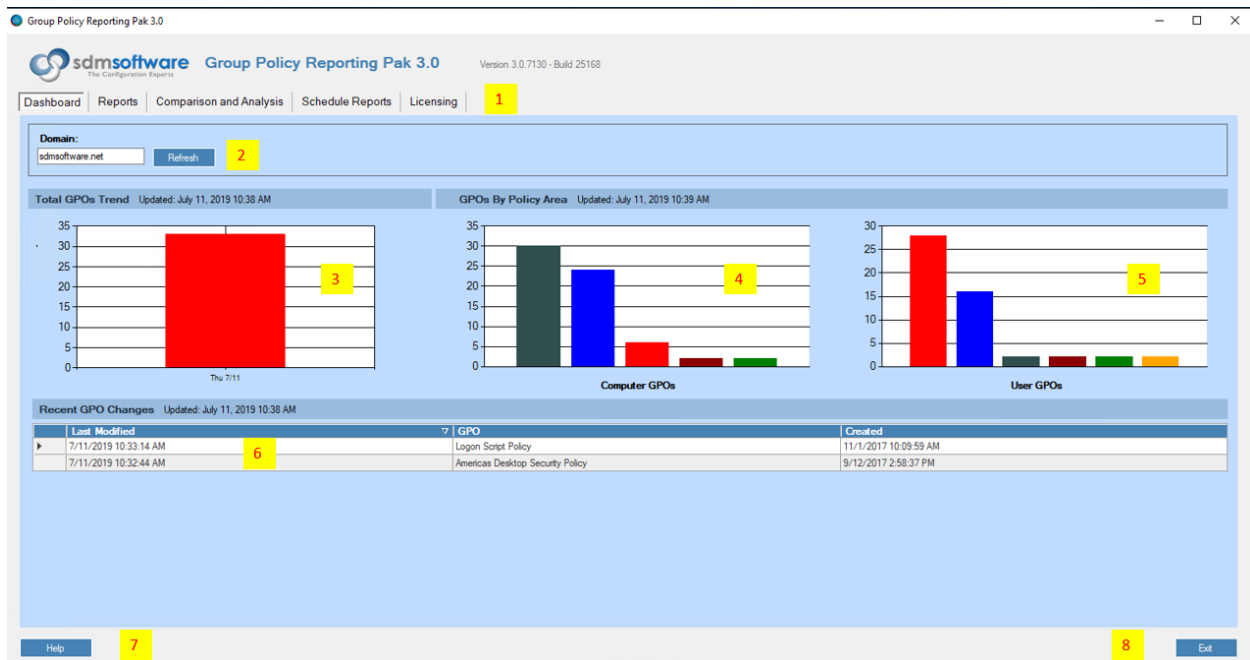 Group Policy Reporting Pak 3.0
sdmsoftware
The Configuration Experts
Group Policy Reporting Pak 3.0
Version 3.0.7130 - Build 25168
Dashboard Reports Comparison and Analysis Schedule Reports Licensing 1
Domain:
sdmsoftware.net Refresh 2
Total GPOs Trend Updated: July 11, 2019 10:38 AM
35
30
25
20
15
10
5
0
3
Thu 7/11
GPOs By Policy Area Updated: July 11, 2019 10:39 AM
35
30
25
20
15
10
5
0
4
Computer GPOs
30
25
20
15
10
5
0
5
User GPOs
Recent GPO Changes Updated: July 11, 2019 10:38 AM
Last Modified GPO Created
7/11/2019 10:33:14 AM Logon Script Policy 11/1/2017 10:09:59 AM
6
7/11/2019 10:32:44 AM Americas Desktop Security Policy 9/12/2017 2:58:37 PM
Help 7 8 Exit